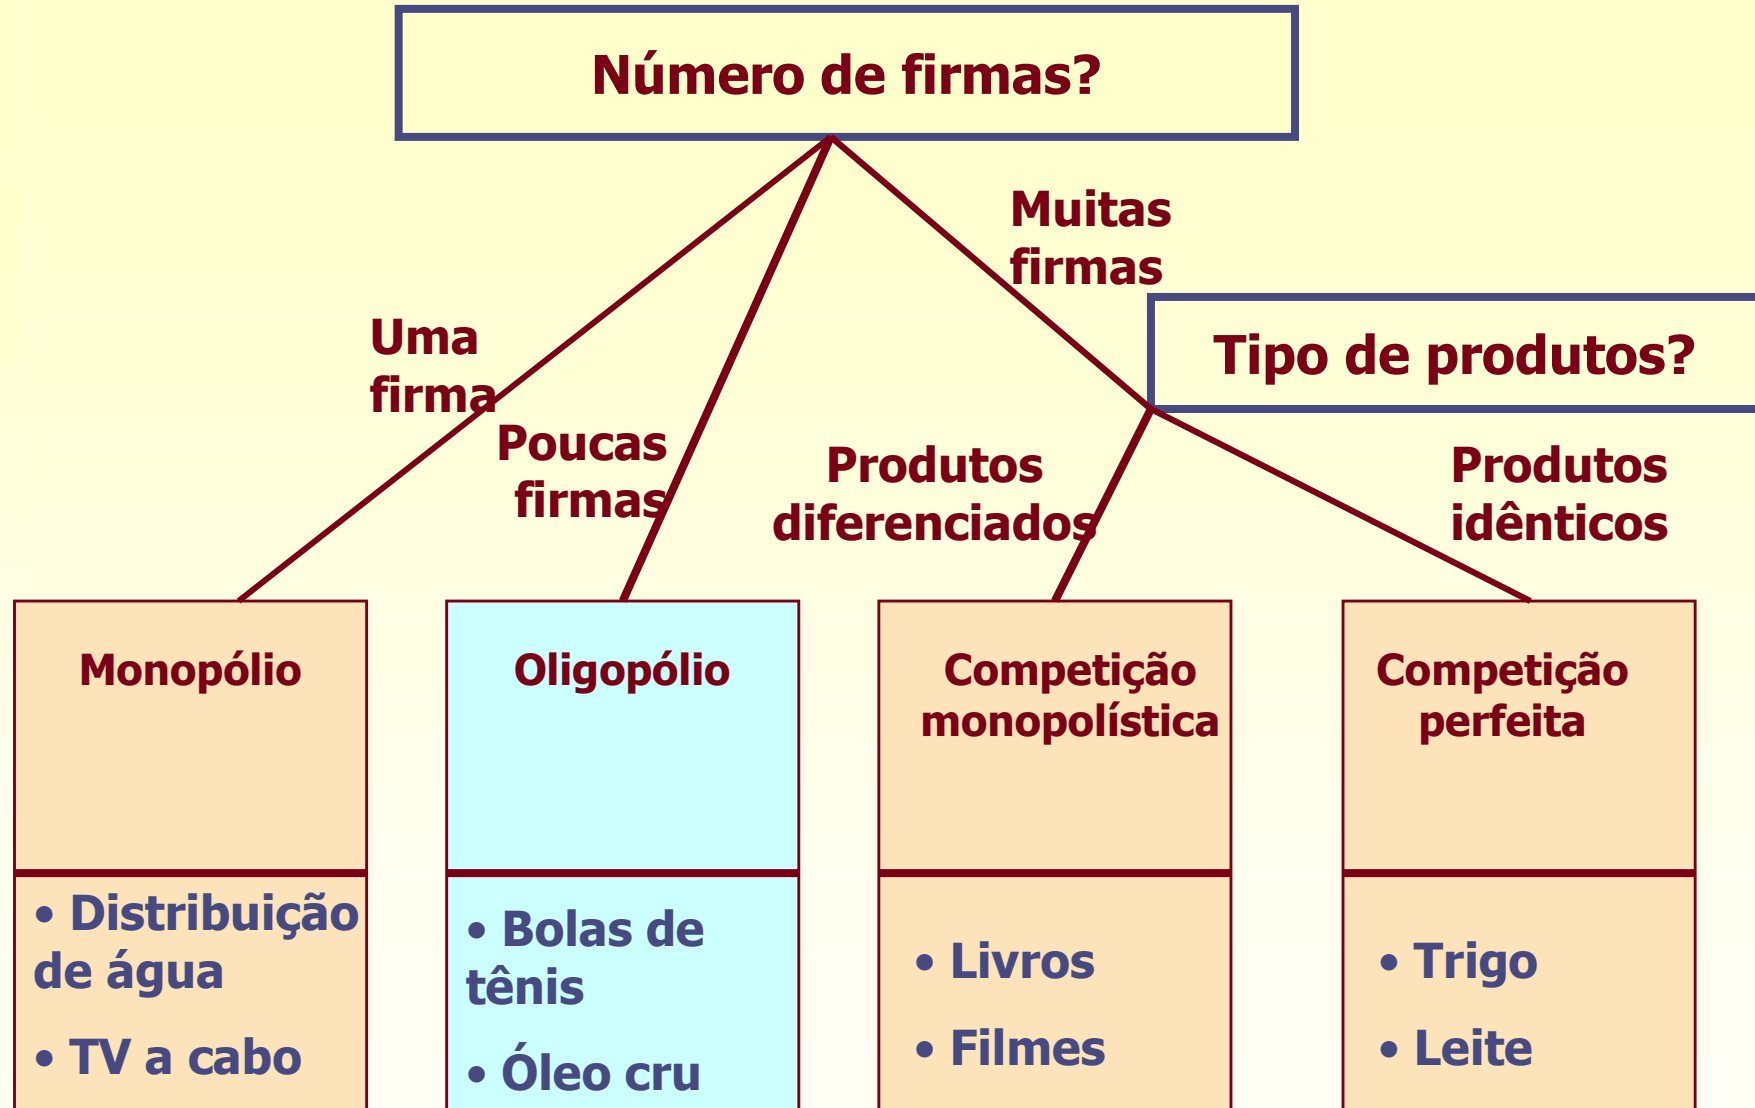 Número de firmas?
Muitas
firmas
Uma
firma
Tipo de produtos?
Poucas
firmas
Produtos
diferenciados
Produtos
idênticos
Monopólio
Oligopólio
Competição
monopolística
Competição
perfeita
• Distribuição
de água
• TV a cabo
• Bolas de
tênis
• Óleo cru
• Livros
• Filmes
• Trigo
• Leite